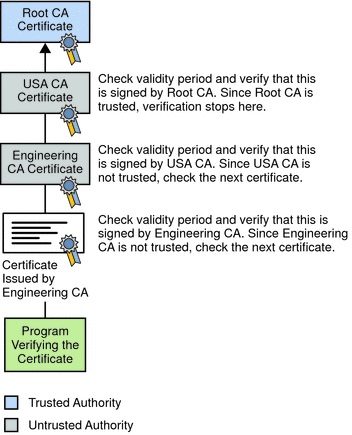 Root CA
Certificate
USA CA
Certificate
Check validity period and verify that this
is signed by Root CA. Since Root CA is
trusted, verification stops here.
Engineering
CA Certificate
Check validity period and verify that this
is signed by USA CA. Since USA CA is
not trusted, check the next certificate.
Check validity period and verify that this is
signed by Engineering CA. Since Engineering
CA is not trusted, check the next certificate.
Certificate
Issued by
Engineering CA
Program
Verifying the
Certificate
Trusted Authority
Untrusted Authority